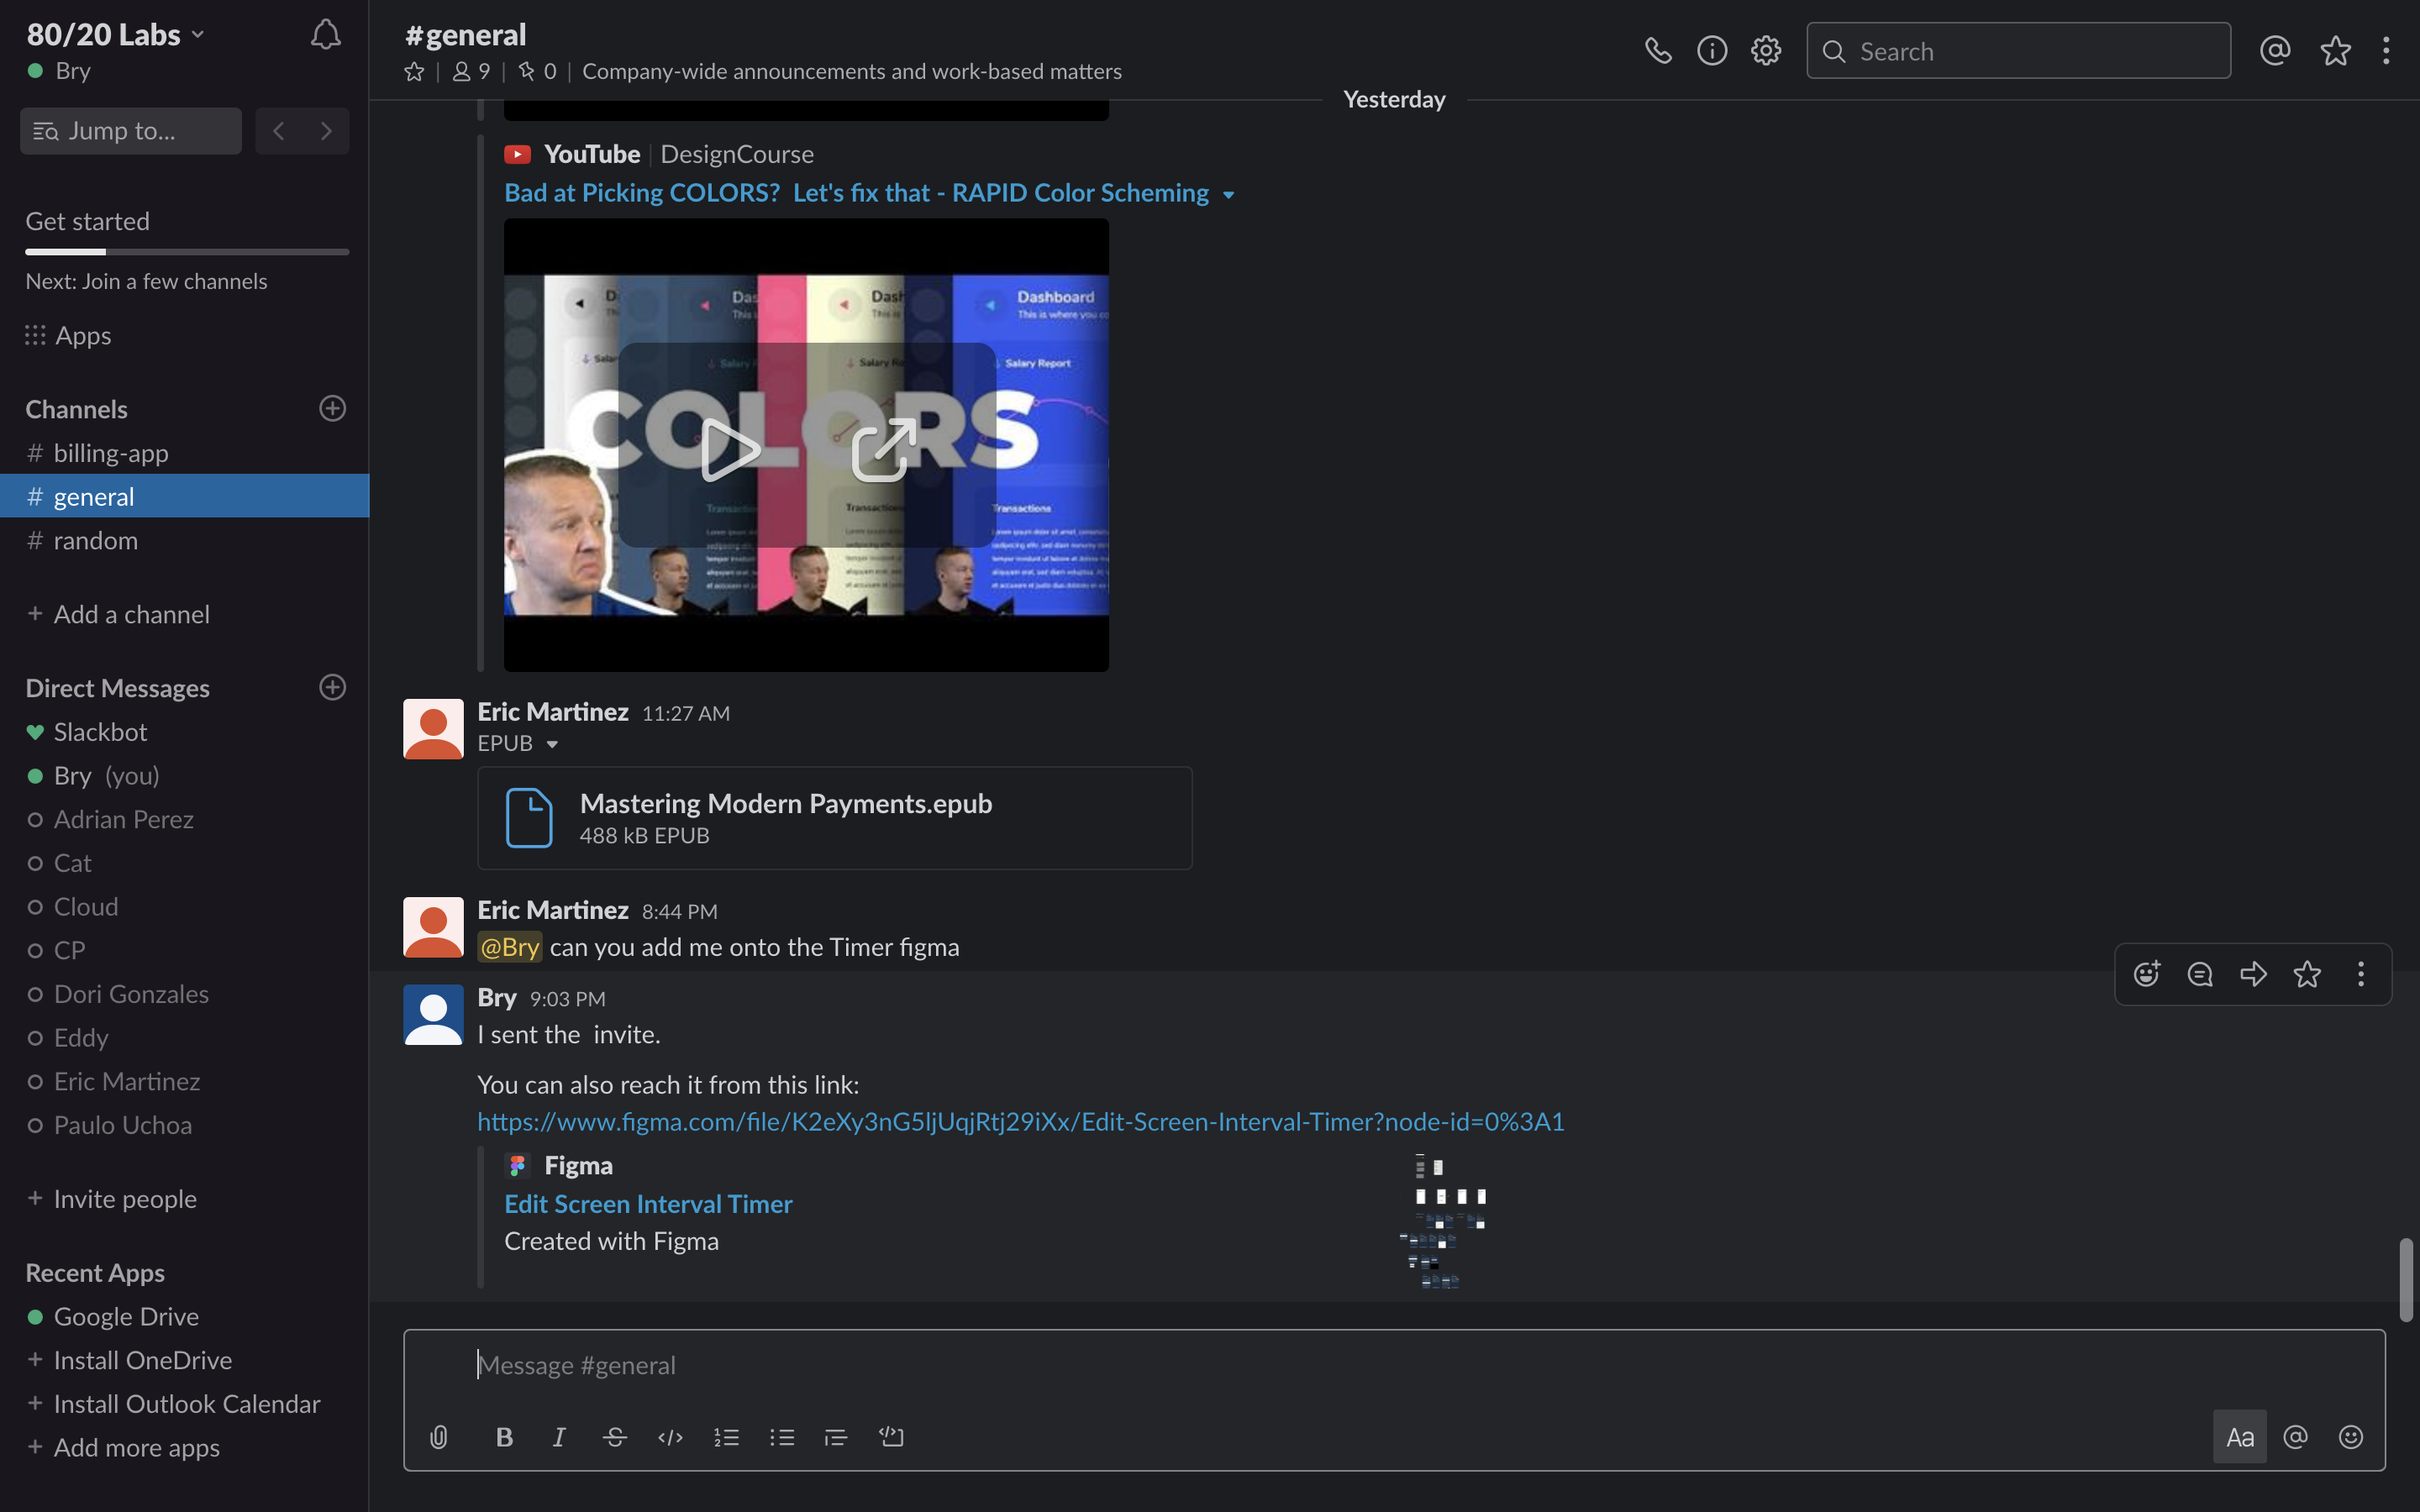 80/20 Labs
Bry
Jump to...
Get started
Next: Join a few channels
Apps
Channels
# billing-app
# general
# random
+ Add a channel
Direct Messages
Slackbot
Bry (you)
Adrian Perez
Cat
Cloud
CP
Dori Gonzales
Eddy
Eric Martinez
Paulo Uchoa
+ Invite people
Recent Apps
Google Drive
+ Install OneDrive
+ Install Outlook Calendar
+ Add more apps
#general
9 | 0 | Company-wide announcements and work-based matters
Search
Yesterday
YouTube | DesignCourse
Bad at Picking COLORS?  Let's fix that - RAPID Color Scheming
Dashboard
Salary Report
COLORS
Transactions
Eric Martinez 11:27 AM
EPUB
Mastering Modern Payments.epub
488 kB EPUB
Eric Martinez 8:44 PM
@Bry can you add me onto the Timer figma
Bry 9:03 PM
I sent the  invite.
You can also reach it from this link:
https://www.figma.com/file/K2eXy3nG5ljUqjRtj29iXx/Edit-Screen-Interval-Timer?node-id=0%3A1
Figma
Edit Screen Interval Timer
Created with Figma
Message #general
B I S </> Aa @